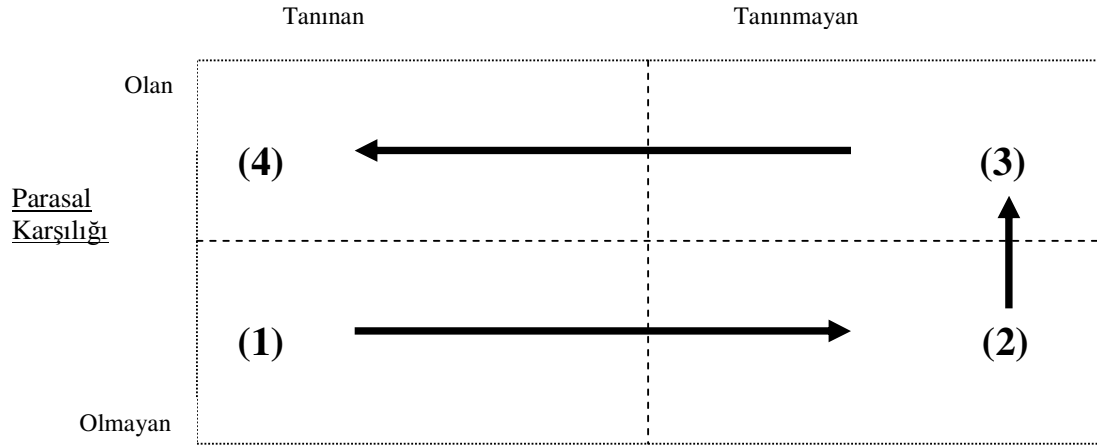 Tanınan Tanınmayan
Olan
(4) (3)
Parasal
Karşılığı
(1) (2)
Olmayan